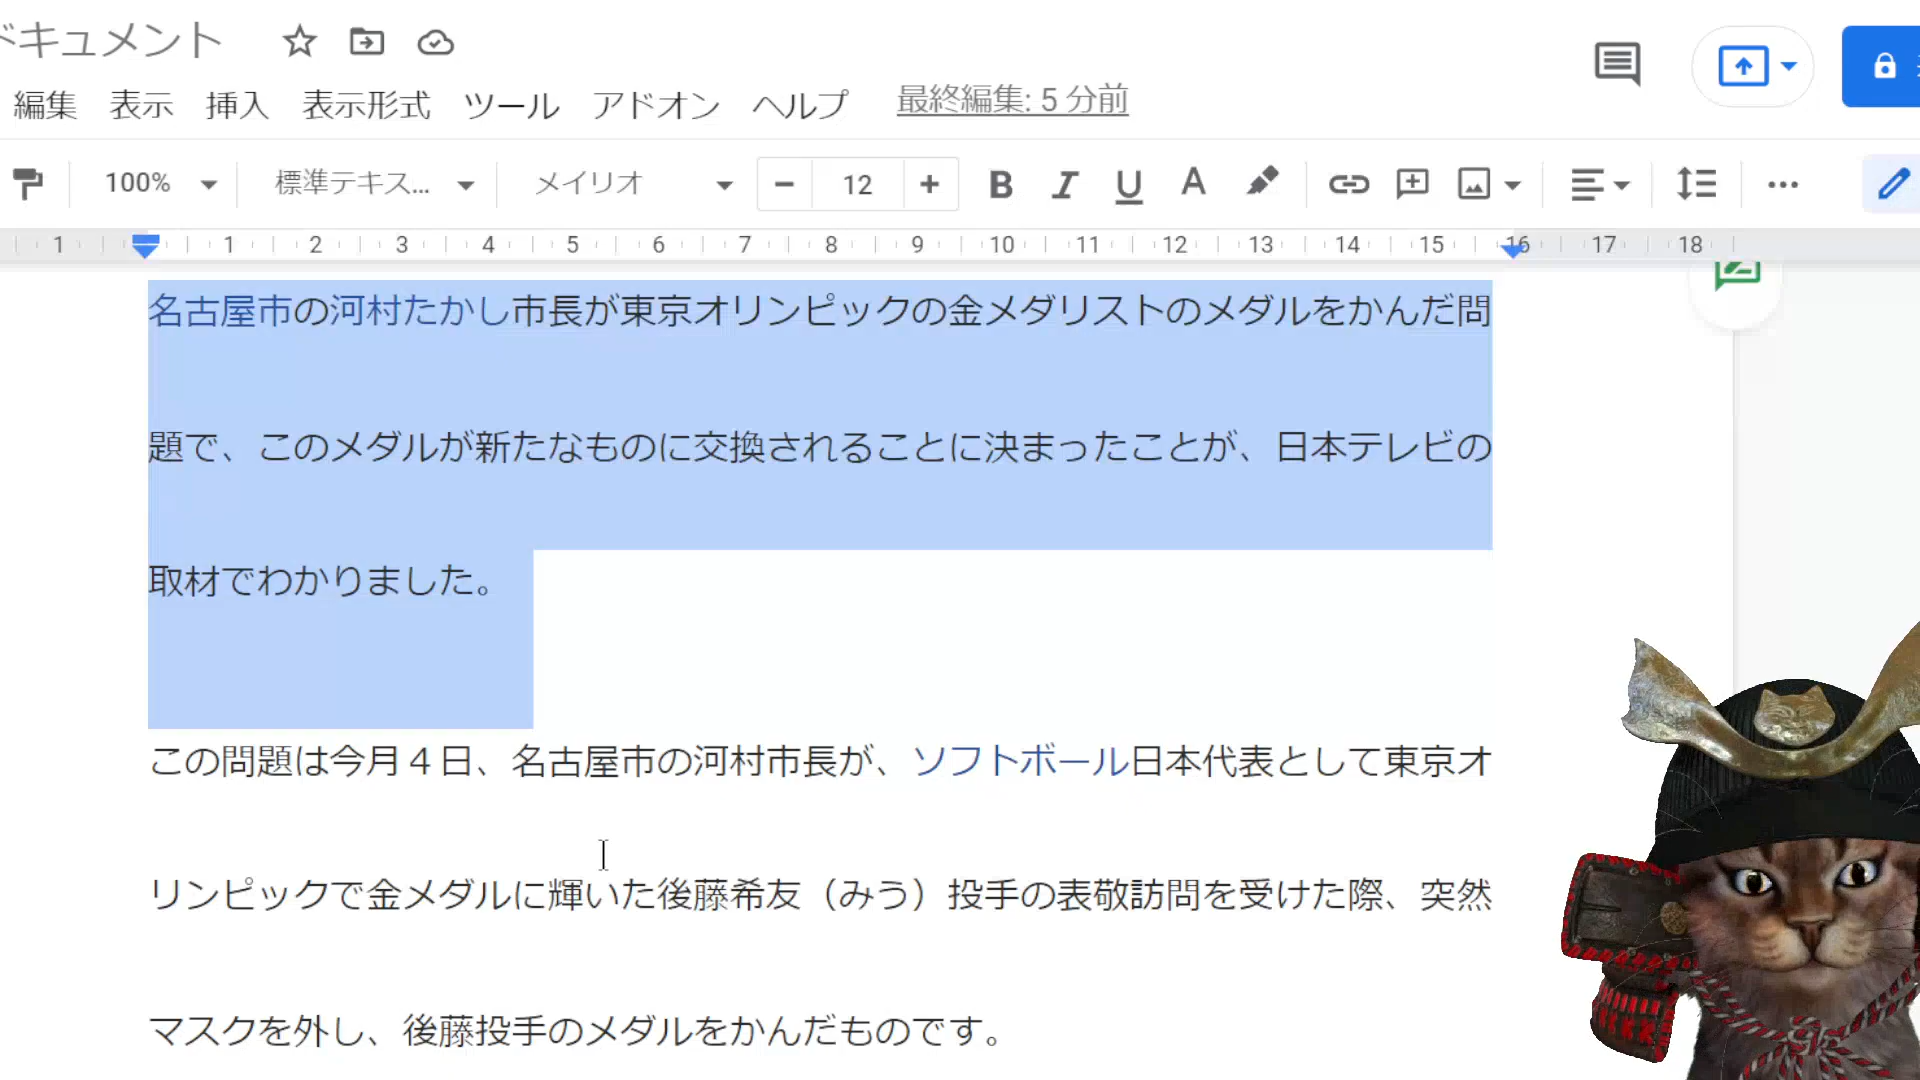 ドキュメント
編集 表示 挿入 表示形式 ツール アドオン ヘルプ 最終編集: 5 分前
100% 標準テキス... メイリオ 12 B I U A
1 1 2 3 4 5 6 7 8 9 10 11 12 13 14 15 16 17 18
名古屋市の河村たかし市長が東京オリンピックの金メダリストのメダルをかんだ問
題で、このメダルが新たなものに交換されることに決まったことが、日本テレビの
取材でわかりました。
この問題は今月４日、名古屋市の河村市長が、ソフトボール日本代表として東京オ
リンピックで金メダルに輝いた後藤希友（みう）投手の表敬訪問を受けた際、突然
マスクを外し、後藤投手のメダルをかんだものです。